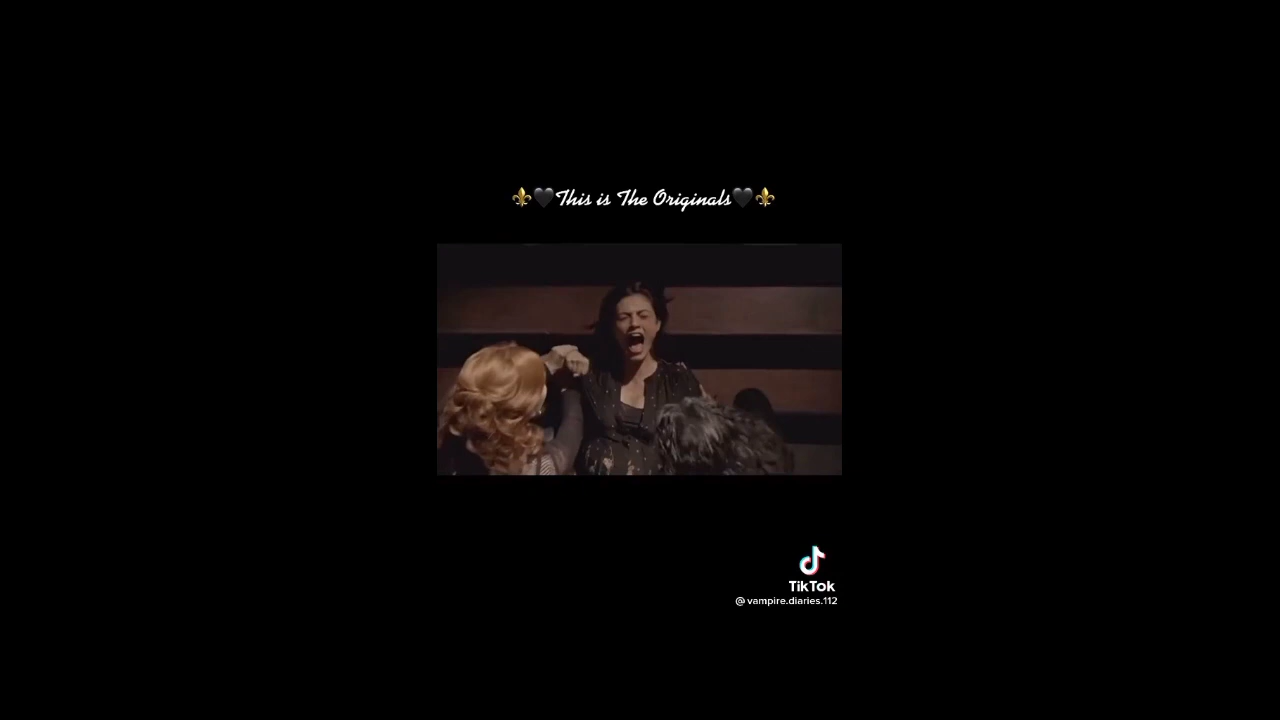 ⚜️🖤This is The Originals🖤⚜️
TikTok
@vampire.diaries.112